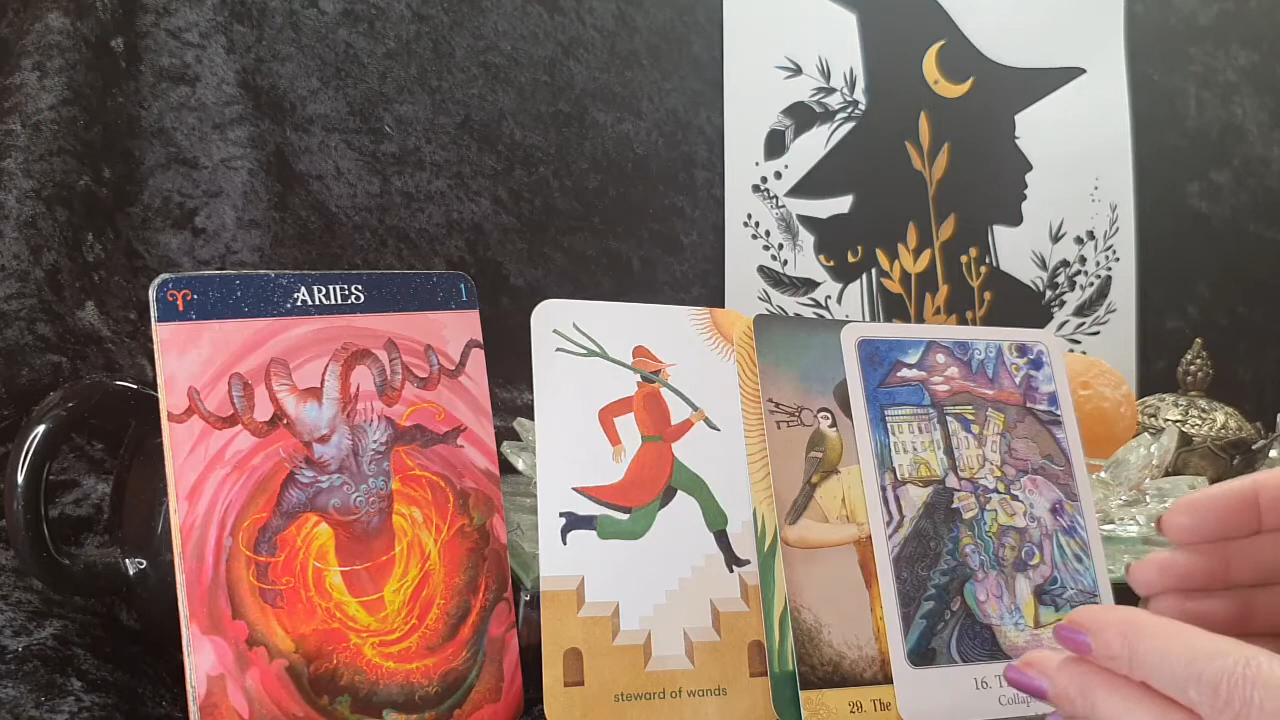 ARIES 1
steward of wands
29. The
16. T
Collap